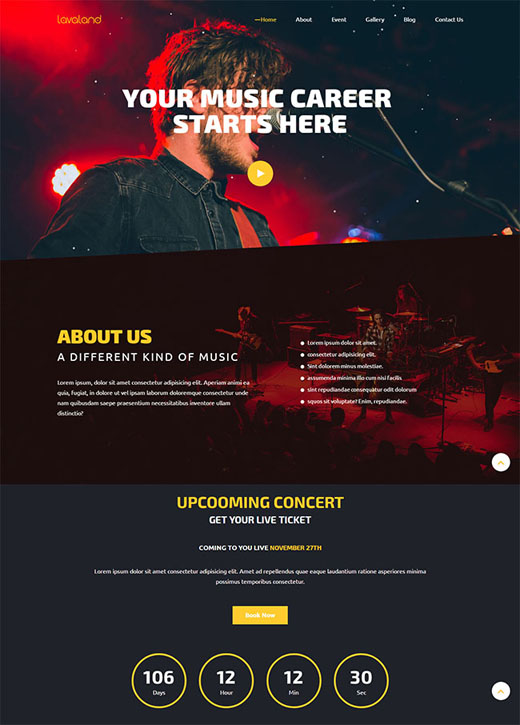 lavaland
Home About Event Gallery Blog Contact Us
YOUR MUSIC CAREER
STARTS HERE
ABOUT US
A DIFFERENT KIND OF MUSIC
Lorem ipsum, dolor sit amet consectetur adipisicing elit. Aperiam animi ea
quia, fugiat, in dolore ut vel ipsam laborum doloremque consectetur unde
nam quibusdam saepe praesentium necessitatibus inventore ullam
distinctio?
Lorem ipsum dolor sit amet.
consectetur adipisicing elit.
Sint dolorem minus molestiae.
assumenda minima illo cum nisi facilis
sint repudiandae consequatur odit dolorum
squos sit voluptate? Enim, repudiandae.
UPCOOMING CONCERT
GET YOUR LIVE TICKET
COMING TO YOU LIVE NOVEMBER 27TH
Lorem ipsum dolor sit amet consectetur adipisicing elit. Amet ad repellendus quae eaque laudantium ratione asperiores minima
possimus temporibus consectetur.
Book Now
106 12 12 30
Days Hour Min Sec